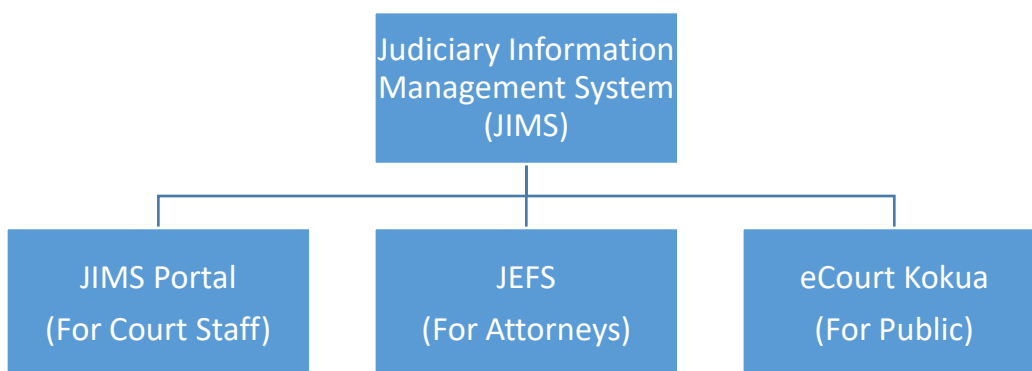 Judiciary Information
Management System
(JIMS)
JIMS Portal
(For Court Staff)
JEFS
(For Attorneys)
eCourt Kokua
(For Public)